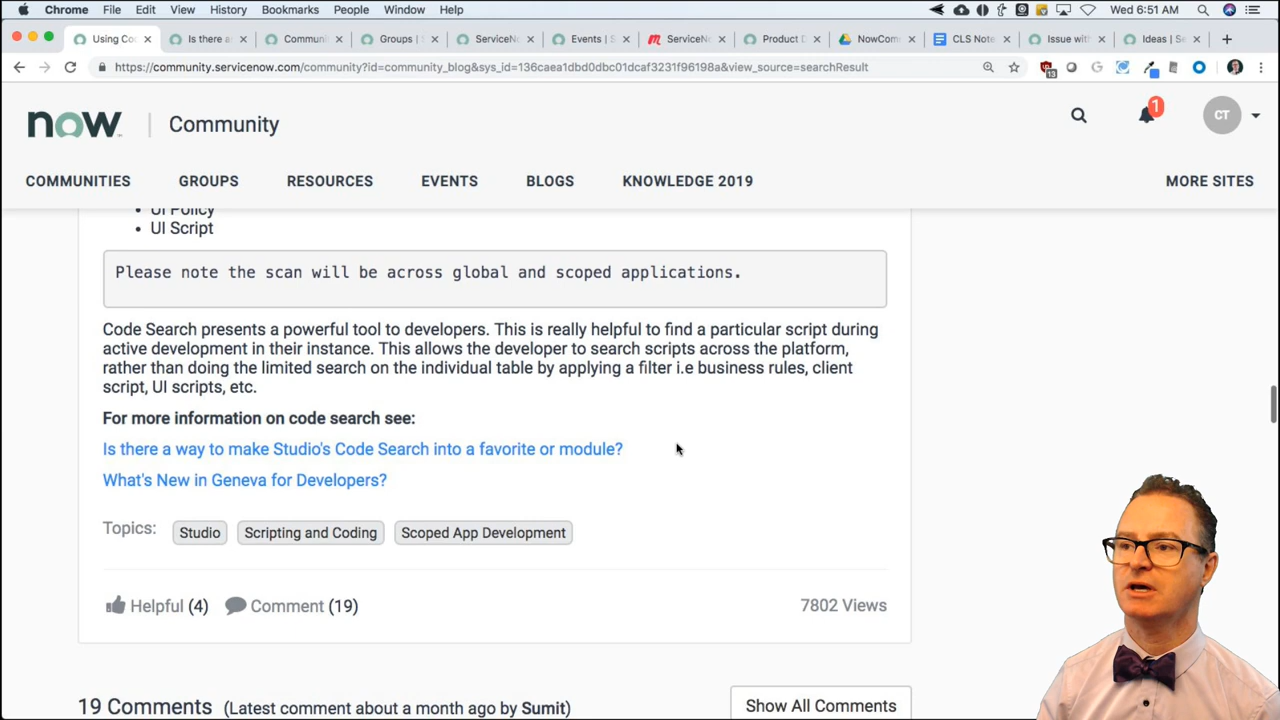 Chrome File Edit View History Bookmarks People Window Help Wed 6:51 AM
Using Co Is there a Communi Groups | ServiceN Events | S ServiceN Product D NowCom CLS Note Issue with Ideas | Se
https://community.servicenow.com/community?id=community_blog&sys_id=136caea1dbd0dbc01dcaf3231f96198a&view_source=searchResult
13
now Community
1
CT
COMMUNITIES GROUPS RESOURCES EVENTS BLOGS KNOWLEDGE 2019 MORE SITES
• UI Policy
• UI Script
Please note the scan will be across global and scoped applications.
Code Search presents a powerful tool to developers. This is really helpful to find a particular script during
active development in their instance. This allows the developer to search scripts across the platform,
rather than doing the limited search on the individual table by applying a filter i.e business rules, client
script, UI scripts, etc.
For more information on code search see:
Is there a way to make Studio's Code Search into a favorite or module?
What's New in Geneva for Developers?
Topics: Studio Scripting and Coding Scoped App Development
Helpful (4) Comment (19) 7802 Views
19 Comments (Latest comment about a month ago by Sumit) Show All Comments